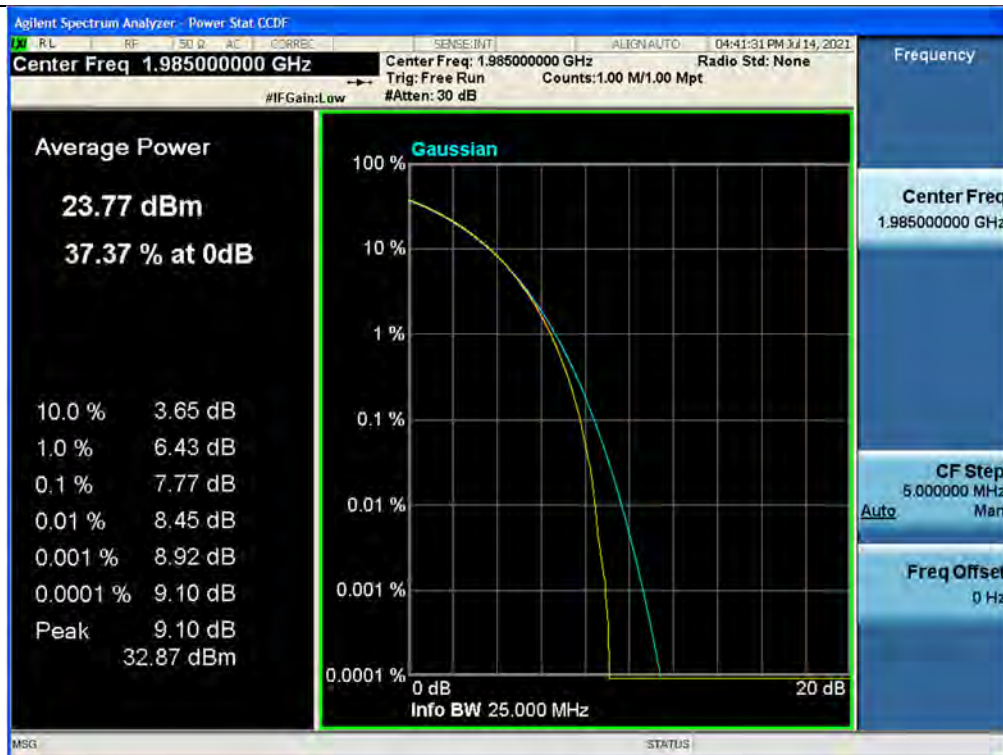 Agilent Spectrum Analyzer - Power Stat CCDF
LXI RL RF 50 Ω AC CORREC SENSE:INT ALIGN AUTO 04:41:31 PM Jul 14, 2021
Center Freq 1.985000000 GHz
Center Freq: 1.985000000 GHz Radio Std: None
Trig: Free Run Counts:1.00 M/1.00 Mpt
#IFGain:Low #Atten: 30 dB
Frequency
Average Power
23.77 dBm
37.37 % at 0dB
10.0 % 3.65 dB
1.0 % 6.43 dB
0.1 % 7.77 dB
0.01 % 8.45 dB
0.001 % 8.92 dB
0.0001 % 9.10 dB
Peak 9.10 dB
32.87 dBm
Gaussian
100 %
10 %
1 %
0.1 %
0.01 %
0.001 %
0.0001 %
0 dB 20 dB
Info BW 25.000 MHz
Center Freq
1.985000000 GHz
CF Step
5.000000 MHz
Auto Man
Freq Offset
0 Hz
MSG STATUS